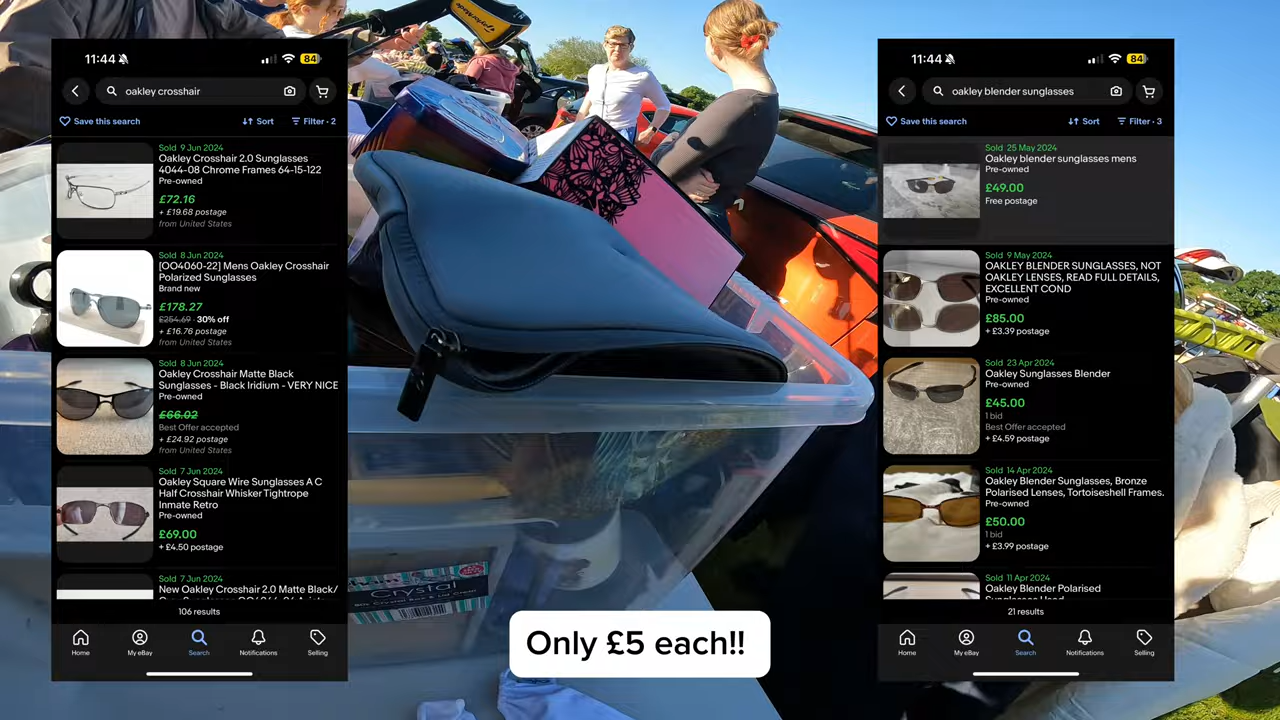 11:44
84
oakley crosshair
Save this search
Sort
Filter • 2
Sold 9 Jun 2024
Oakley Crosshair 2.0 Sunglasses
4044-08 Chrome Frames 64-15-122
Pre-owned
£72.16
+ £19.68 postage
from United States
Sold 8 Jun 2024
[OO4060-22] Mens Oakley Crosshair
Polarized Sunglasses
Brand new
£178.27
£254.69 · 30% off
+ £16.76 postage
from United States
Sold 8 Jun 2024
Oakley Crosshair Matte Black
Sunglasses - Black Iridium - VERY NICE
Pre-owned
£66.02
Best Offer accepted
+ £24.92 postage
from United States
Sold 7 Jun 2024
Oakley Square Wire Sunglasses A C
Half Crosshair Whisker Tightrope
Inmate Retro
Pre-owned
£69.00
+ £4.50 postage
Sold 7 Jun 2024
New Oakley Crosshair 2.0 Matte Black/
106 results
Home
My eBay
Search
Notifications
Selling
Crystal
Only £5 each!!
11:44
84
oakley blender sunglasses
Save this search
Sort
Filter • 3
Sold 25 May 2024
Oakley blender sunglasses mens
Pre-owned
£49.00
Free postage
Sold 9 May 2024
OAKLEY BLENDER SUNGLASSES, NOT
OAKLEY LENSES, READ FULL DETAILS,
EXCELLENT COND
Pre-owned
£85.00
+ £3.39 postage
Sold 23 Apr 2024
Oakley Sunglasses Blender
Pre-owned
£45.00
1 bid
Best Offer accepted
+ £4.59 postage
Sold 14 Apr 2024
Oakley Blender Sunglasses, Bronze
Polarised Lenses, Tortoiseshell Frames.
Pre-owned
£50.00
1 bid
+ £3.99 postage
Sold 11 Apr 2024
Oakley Blender Polarised
21 results
Home
My eBay
Search
Notifications
Selling